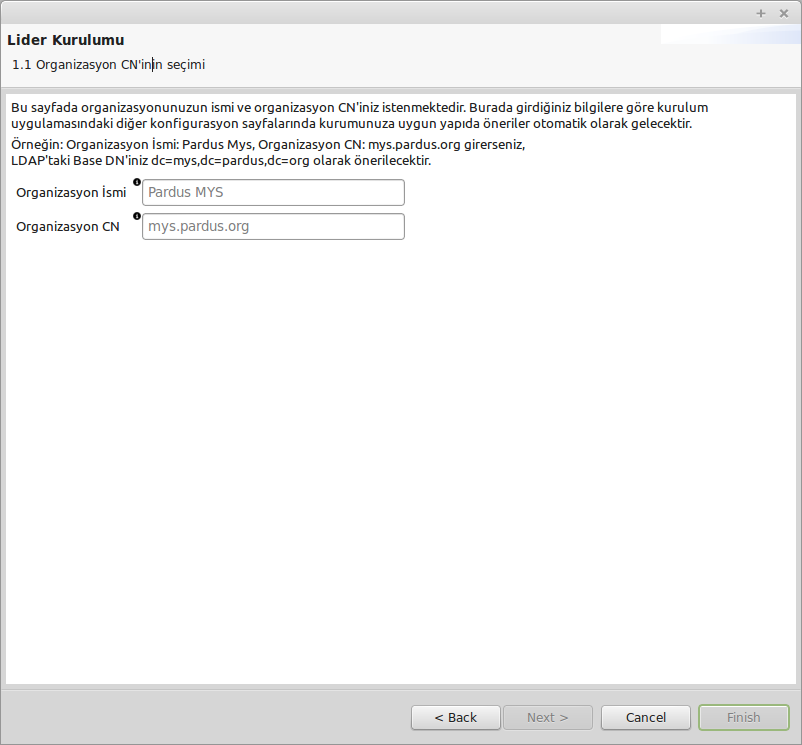 Lider Kurulumu
1.1 Organizasyon CN'inin seçimi
Bu sayfada organizasyonunuzun ismi ve organizasyon CN'iniz istenmektedir. Burada girdiğiniz bilgilere göre kurulum
uygulamasındaki diğer konfigurasyon sayfalarında kurumunuza uygun yapıda öneriler otomatik olarak gelecektir.
Örneğin: Organizasyon İsmi: Pardus Mys, Organizasyon CN: mys.pardus.org girerseniz,
LDAP'taki Base DN'iniz dc=mys,dc=pardus,dc=org olarak önerilecektir.
Organizasyon İsmi Pardus MYS
Organizasyon CN mys.pardus.org
< Back Next > Cancel Finish